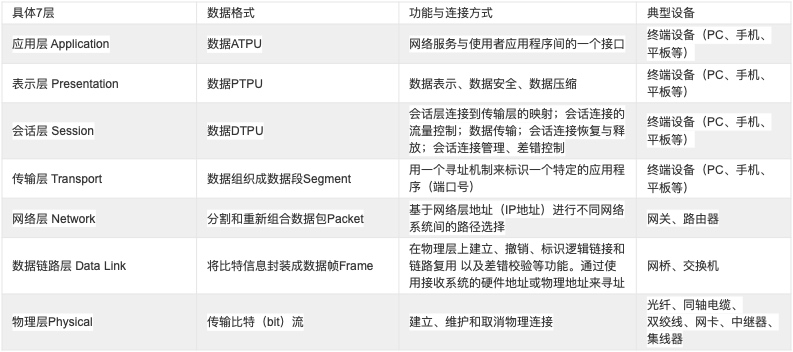 具体7层 数据格式 功能与连接方式 典型设备
应用层 Application 数据ATPU 网络服务与使用者应用程序间的一个接口 终端设备（PC、手机、
平板等）
表示层 Presentation 数据PTPU 数据表示、数据安全、数据压缩 终端设备（PC、手机、
平板等）
会话层 Session 数据DTPU 会话层连接到传输层的映射；会话连接的
流量控制；数据传输；会话连接恢复与释
放；会话连接管理、差错控制 终端设备（PC、手机、
平板等）
传输层 Transport 数据组织成数据段Segment 用一个寻址机制来标识一个特定的应用程
序（端口号） 终端设备（PC、手机、
平板等）
网络层 Network 分割和重新组合数据包Packet 基于网络层地址（IP地址）进行不同网络
系统间的路径选择 网关、路由器
数据链路层 Data Link 将比特信息封装成数据帧Frame 在物理层上建立、撤销、标识逻辑链接和
链路复用 以及差错校验等功能。通过使
用接收系统的硬件地址或物理地址来寻址 网桥、交换机
物理层Physical 传输比特（bit）流 建立、维护和取消物理连接 光纤、同轴电缆、
双绞线、网卡、中继器、
集线器